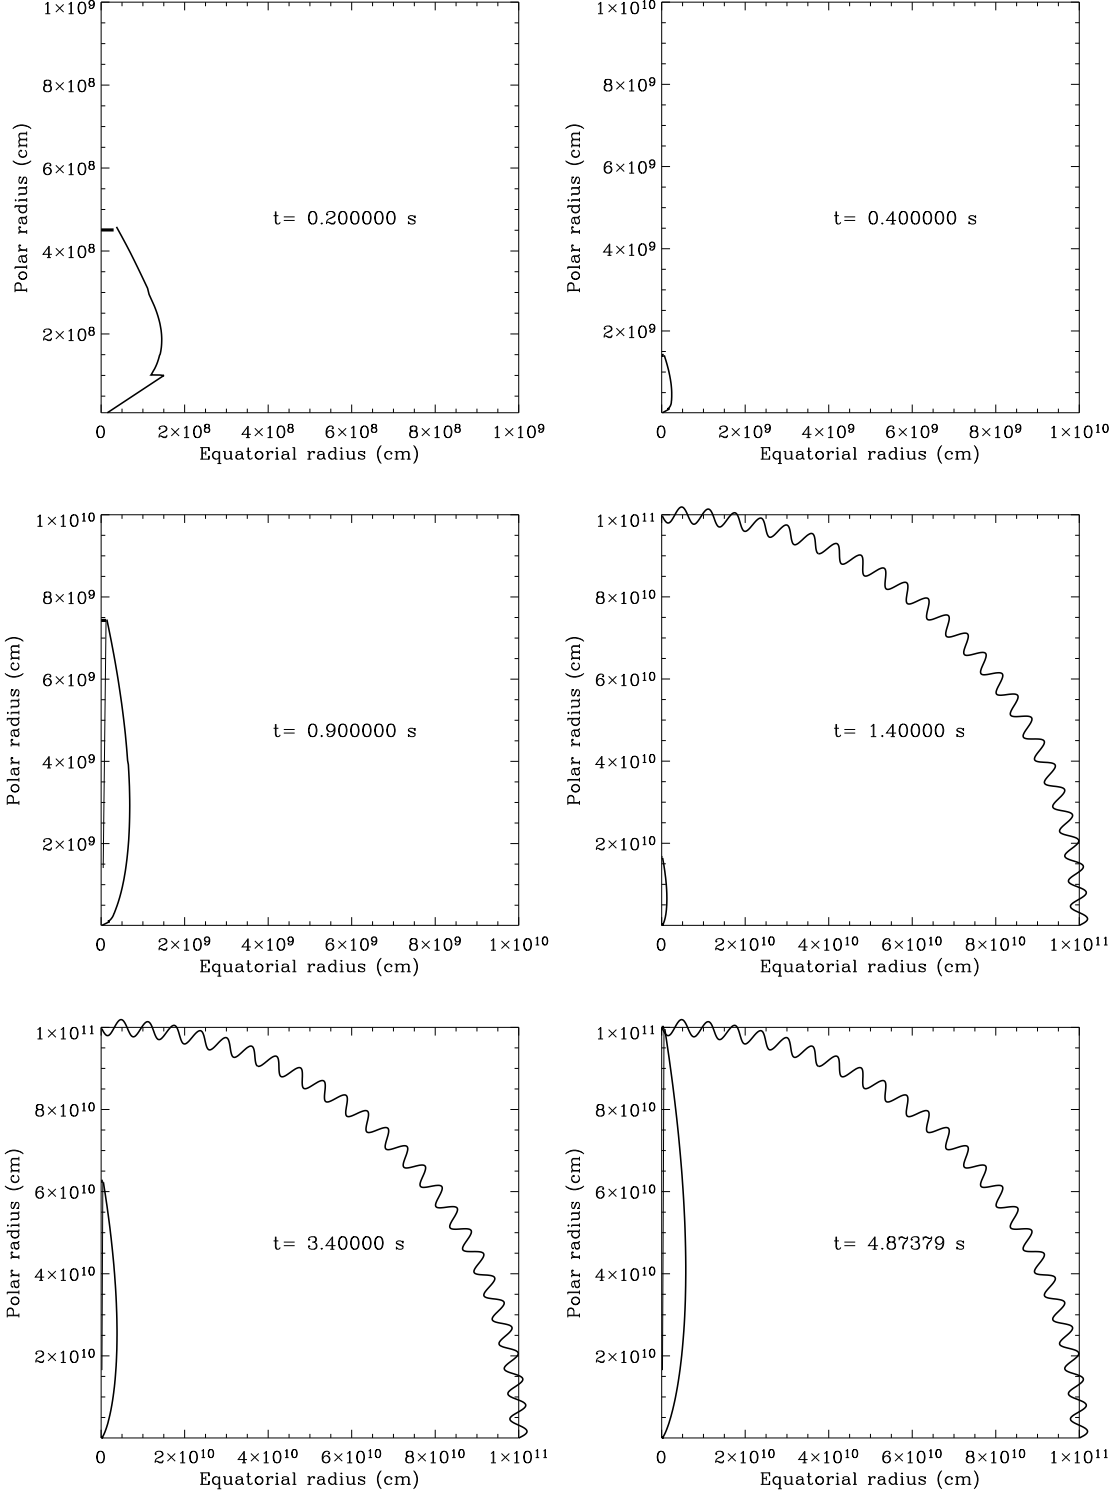 1×10⁹
8×10⁸
6×10⁸
4×10⁸
2×10⁸
Polar radius (cm)
t= 0.200000 s
0 2×10⁸ 4×10⁸ 6×10⁸ 8×10⁸ 1×10⁹
Equatorial radius (cm)
1×10¹⁰
8×10⁹
6×10⁹
4×10⁹
2×10⁹
Polar radius (cm)
t= 0.400000 s
0 2×10⁹ 4×10⁹ 6×10⁹ 8×10⁹ 1×10¹⁰
Equatorial radius (cm)
1×10¹⁰
8×10⁹
6×10⁹
4×10⁹
2×10⁹
Polar radius (cm)
t= 0.900000 s
0 2×10⁹ 4×10⁹ 6×10⁹ 8×10⁹ 1×10¹⁰
Equatorial radius (cm)
1×10¹¹
8×10¹⁰
6×10¹⁰
4×10¹⁰
2×10¹⁰
Polar radius (cm)
t= 1.40000 s
0 2×10¹⁰ 4×10¹⁰ 6×10¹⁰ 8×10¹⁰ 1×10¹¹
Equatorial radius (cm)
1×10¹¹
8×10¹⁰
6×10¹⁰
4×10¹⁰
2×10¹⁰
Polar radius (cm)
t= 3.40000 s
0 2×10¹⁰ 4×10¹⁰ 6×10¹⁰ 8×10¹⁰ 1×10¹¹
Equatorial radius (cm)
1×10¹¹
8×10¹⁰
6×10¹⁰
4×10¹⁰
2×10¹⁰
Polar radius (cm)
t= 4.87379 s
0 2×10¹⁰ 4×10¹⁰ 6×10¹⁰ 8×10¹⁰ 1×10¹¹
Equatorial radius (cm)